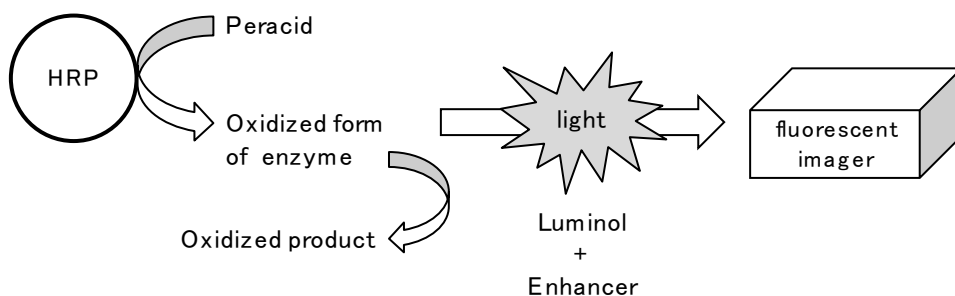 Peracid
HRP
Oxidized form
of enzyme
light
fluorescent
imager
Oxidized product
Luminol
+
Enhancer